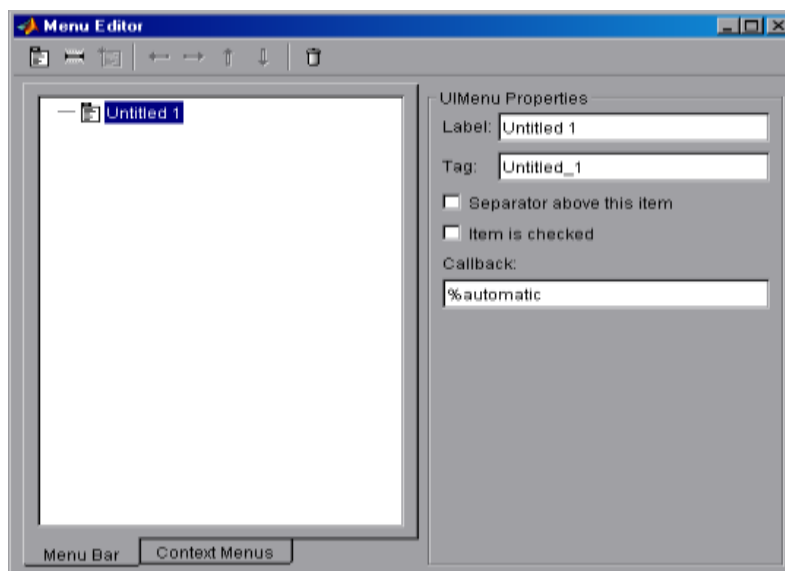 Menu Editor
Untitled 1
UIMenu Properties
Label: Untitled 1
Tag: Untitled_1
Separator above this item
Item is checked
Callback:
%automatic
Menu Bar
Context Menus